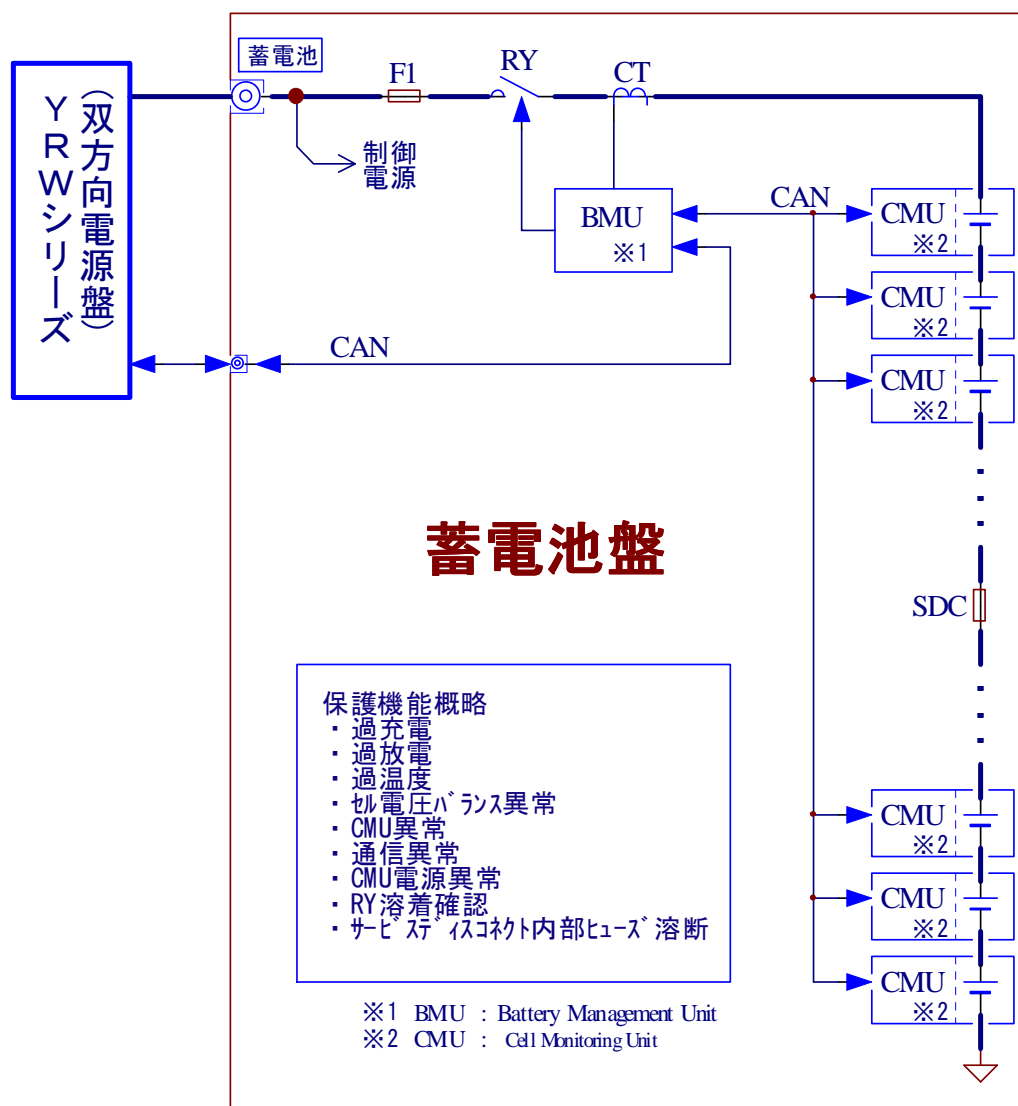 蓄電池
F1
RY
CT
(双方向電源盤)
YRWシリーズ
制御
電源
BMU
※1
CAN
CMU
※2
CMU
※2
CAN
CMU
※2
蓄電池盤
SDC
保護機能概略
・過充電
・過放電
・過温度
・ｾﾙ電圧ﾊﾞﾗﾝｽ異常
・CMU異常
・通信異常
・CMU電源異常
・RY溶着確認
・ｻｰﾋﾞｽﾃﾞｨｽｺﾈｸﾄ内部ﾋｭｰｽﾞ溶断
CMU
※2
CMU
※2
CMU
※2
※1 BMU : Battery Management Unit
※2 CMU : Cell Monitoring Unit